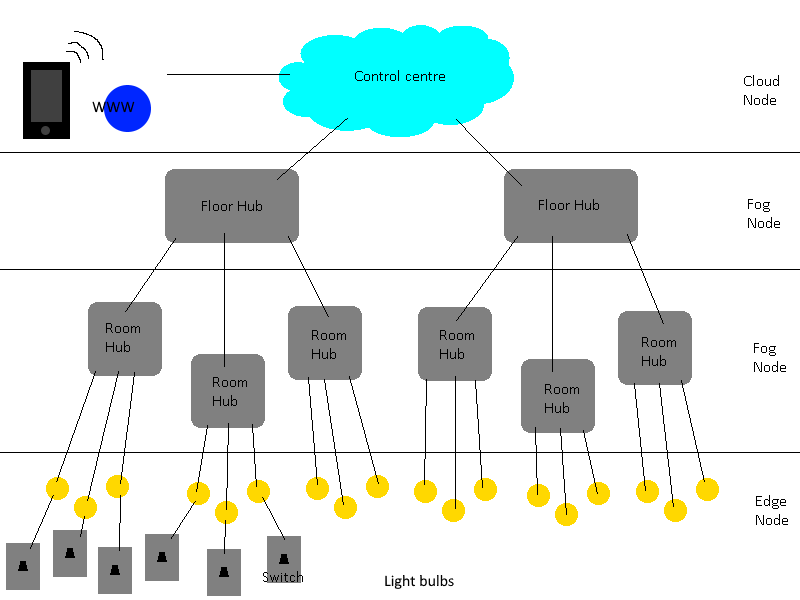 Control centre
WWW
Cloud
Node
Floor Hub
Floor Hub
Fog
Node
Room
Hub
Room
Hub
Room
Hub
Room
Hub
Room
Hub
Room
Hub
Fog
Node
Edge
Node
Switch
Light bulbs